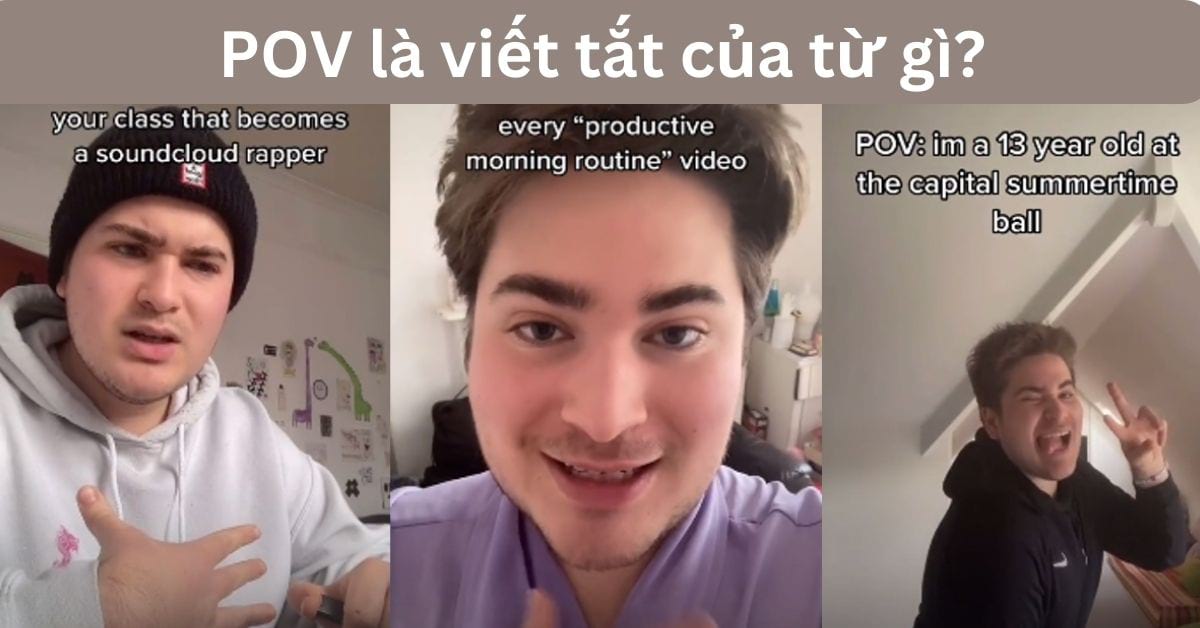 POV là viết tắt của từ gì?
your class that becomes
a soundcloud rapper
every “productive
morning routine” video
POV: im a 13 year old at
the capital summertime
ball